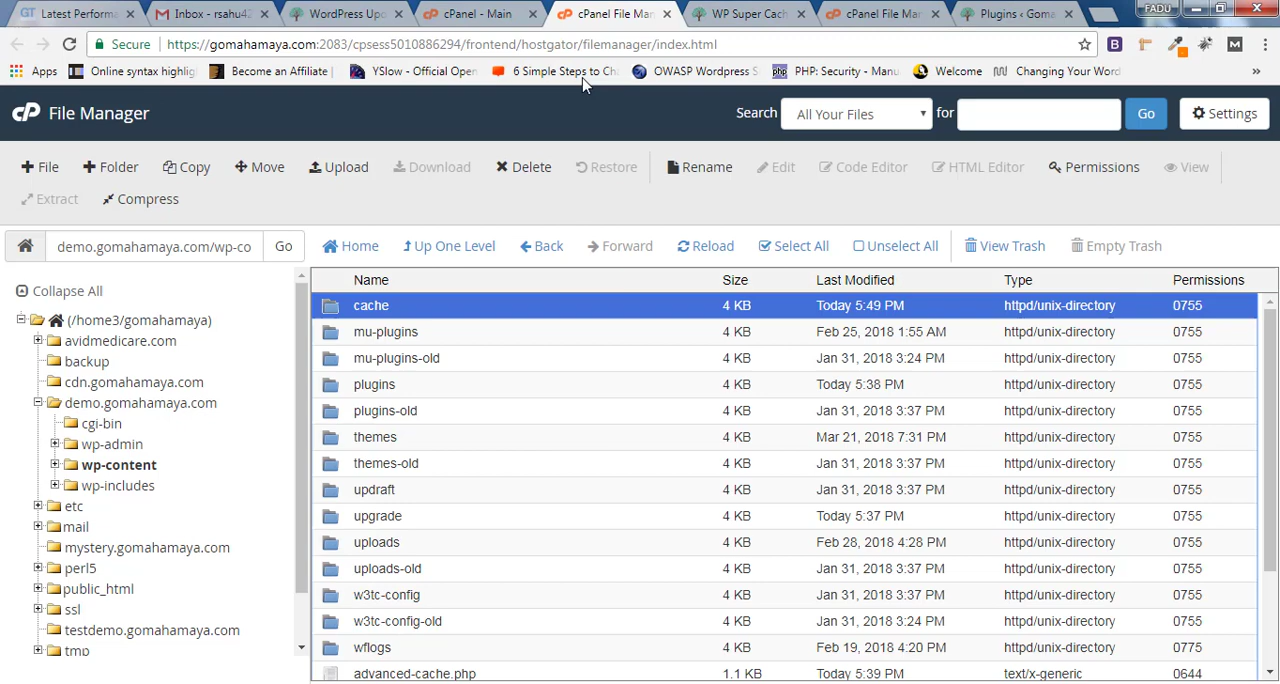 Latest Performa
Inbox - rsahu42
WordPress Upd
cPanel - Main
cPanel File Man
WP Super Cach
cPanel File Man
Plugins ‹ Goma
FADU
Secure
https://gomahamaya.com:2083/cpsess5010886294/frontend/hostgator/filemanager/index.html
Apps
Online syntax highlig
Become an Affiliate
YSlow - Official Open
6 Simple Steps to Cha
OWASP Wordpress S
PHP: Security - Manu
Welcome
Changing Your Word
»
cP File Manager
Search
All Your Files
for
Go
Settings
File
Folder
Copy
Move
Upload
Download
Delete
Restore
Rename
Edit
Code Editor
HTML Editor
Permissions
View
Extract
Compress
demo.gomahamaya.com/wp-co
Go
Home
Up One Level
Back
Forward
Reload
Select All
Unselect All
View Trash
Empty Trash
Collapse All
(/home3/gomahamaya)
avidmedicare.com
backup
cdn.gomahamaya.com
demo.gomahamaya.com
cgi-bin
wp-admin
wp-content
wp-includes
etc
mail
mystery.gomahamaya.com
perl5
public_html
ssl
testdemo.gomahamaya.com
tmp
Name Size Last Modified Type Permissions
cache 4 KB Today 5:49 PM httpd/unix-directory 0755
mu-plugins 4 KB Feb 25, 2018 1:55 AM httpd/unix-directory 0755
mu-plugins-old 4 KB Jan 31, 2018 3:24 PM httpd/unix-directory 0755
plugins 4 KB Today 5:38 PM httpd/unix-directory 0755
plugins-old 4 KB Jan 31, 2018 3:37 PM httpd/unix-directory 0755
themes 4 KB Mar 21, 2018 7:31 PM httpd/unix-directory 0755
themes-old 4 KB Jan 31, 2018 3:37 PM httpd/unix-directory 0755
updraft 4 KB Jan 31, 2018 3:37 PM httpd/unix-directory 0755
upgrade 4 KB Today 5:37 PM httpd/unix-directory 0755
uploads 4 KB Feb 28, 2018 4:28 PM httpd/unix-directory 0755
uploads-old 4 KB Jan 31, 2018 3:37 PM httpd/unix-directory 0755
w3tc-config 4 KB Jan 31, 2018 3:37 PM httpd/unix-directory 0755
w3tc-config-old 4 KB Jan 31, 2018 3:24 PM httpd/unix-directory 0755
wflogs 4 KB Feb 19, 2018 4:20 PM httpd/unix-directory 0775
advanced-cache.php 1.1 KB Today 5:39 PM text/x-generic 0644